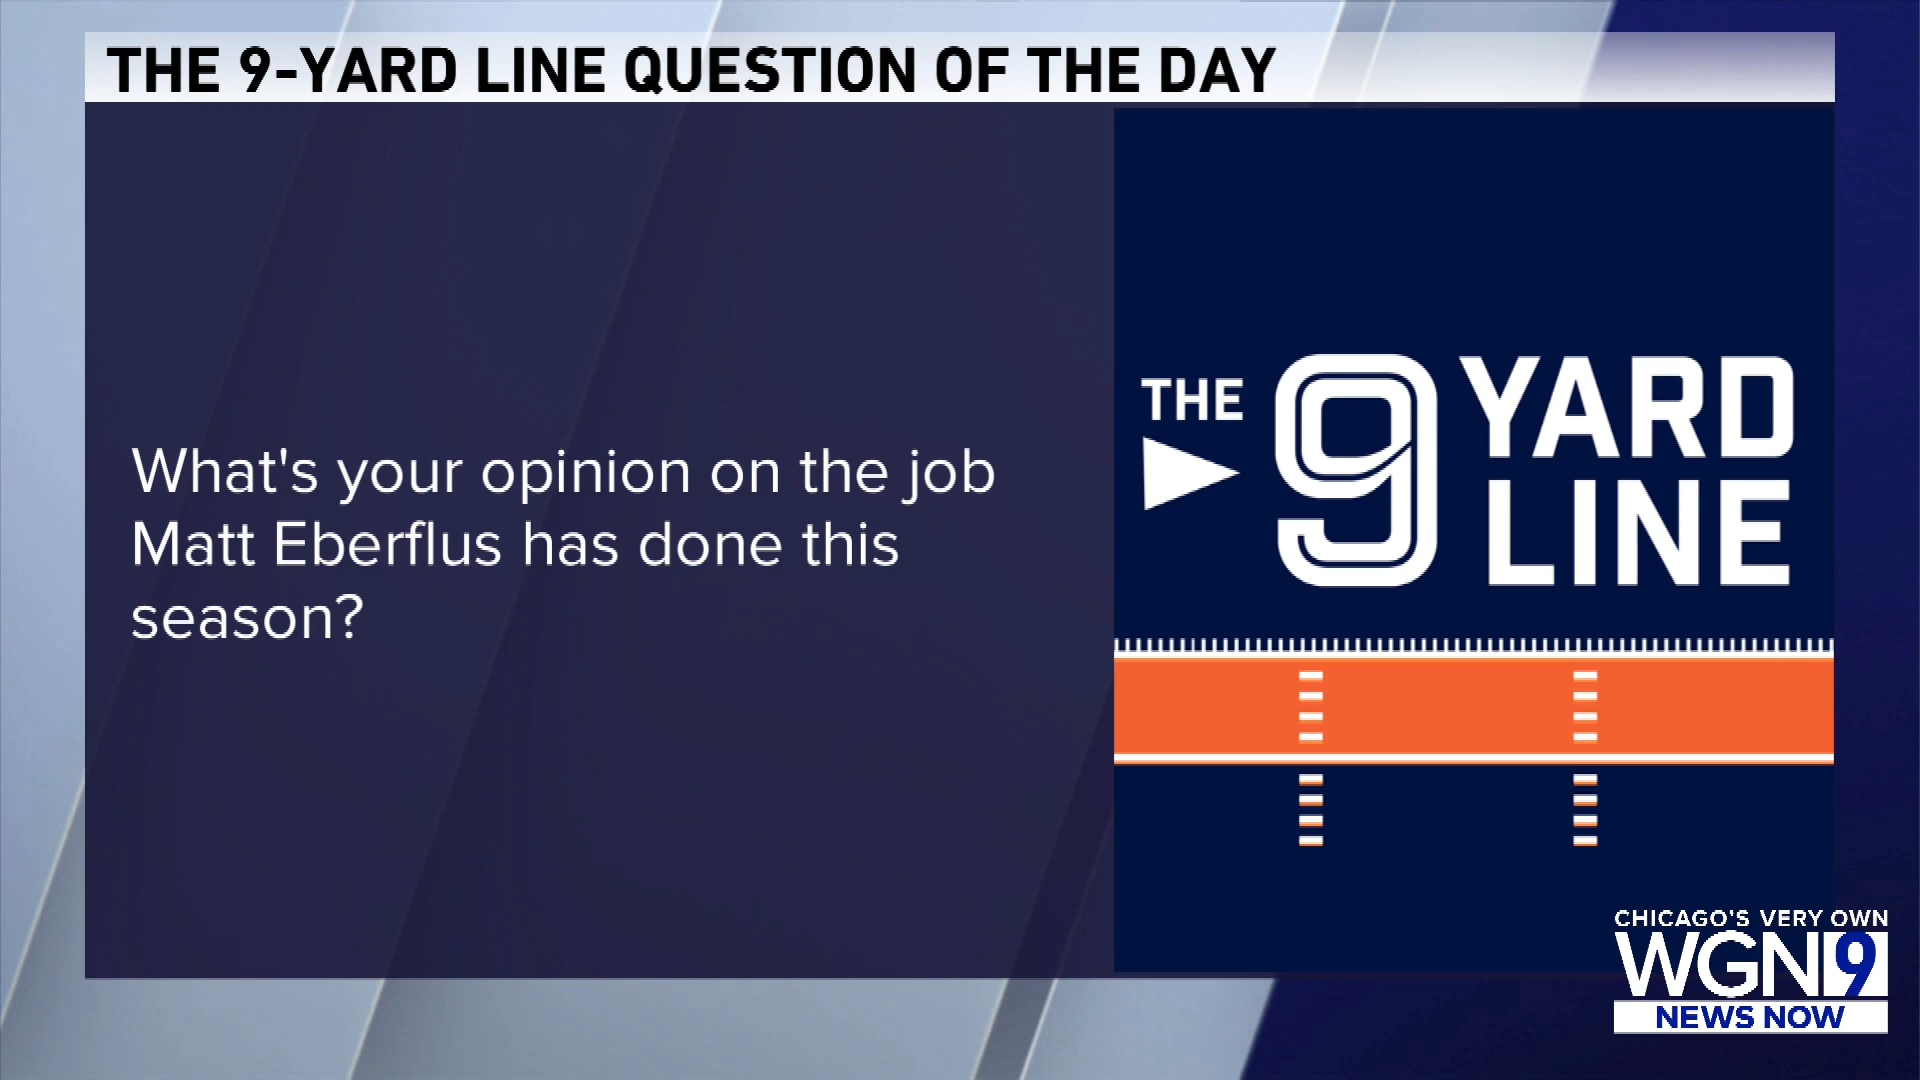 THE 9-YARD LINE QUESTION OF THE DAY
What's your opinion on the job
Matt Eberflus has done this
season?
THE 9 YARD
LINE
CHICAGO'S VERY OWN
WGN9
NEWS NOW